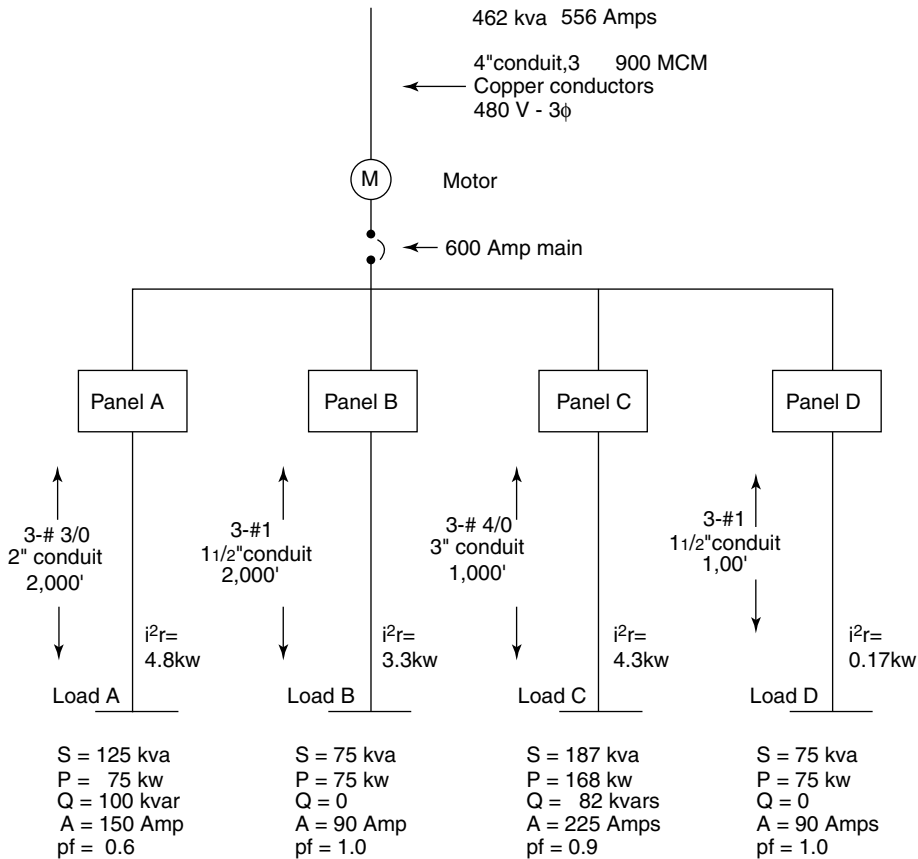 462 kva 556 Amps
4"conduit,3 900 MCM
Copper conductors
480 V - 3ϕ
M
Motor
600 Amp main
Panel A
Panel B
Panel C
Panel D
3-# 3/0
2" conduit
2,000'
3-#1
1 1/2"conduit
2,000'
3-# 4/0
3" conduit
1,000'
3-#1
1 1/2"conduit
1,00'
i²r=
4.8kw
i²r=
3.3kw
i²r=
4.3kw
i²r=
0.17kw
Load A
Load B
Load C
Load D
S = 125 kva
P = 75 kw
Q = 100 kvar
A = 150 Amp
pf = 0.6
S = 75 kva
P = 75 kw
Q = 0
A = 90 Amp
pf = 1.0
S = 187 kva
P = 168 kw
Q = 82 kvars
A = 225 Amps
pf = 0.9
S = 75 kva
P = 75 kw
Q = 0
A = 90 Amps
pf = 1.0